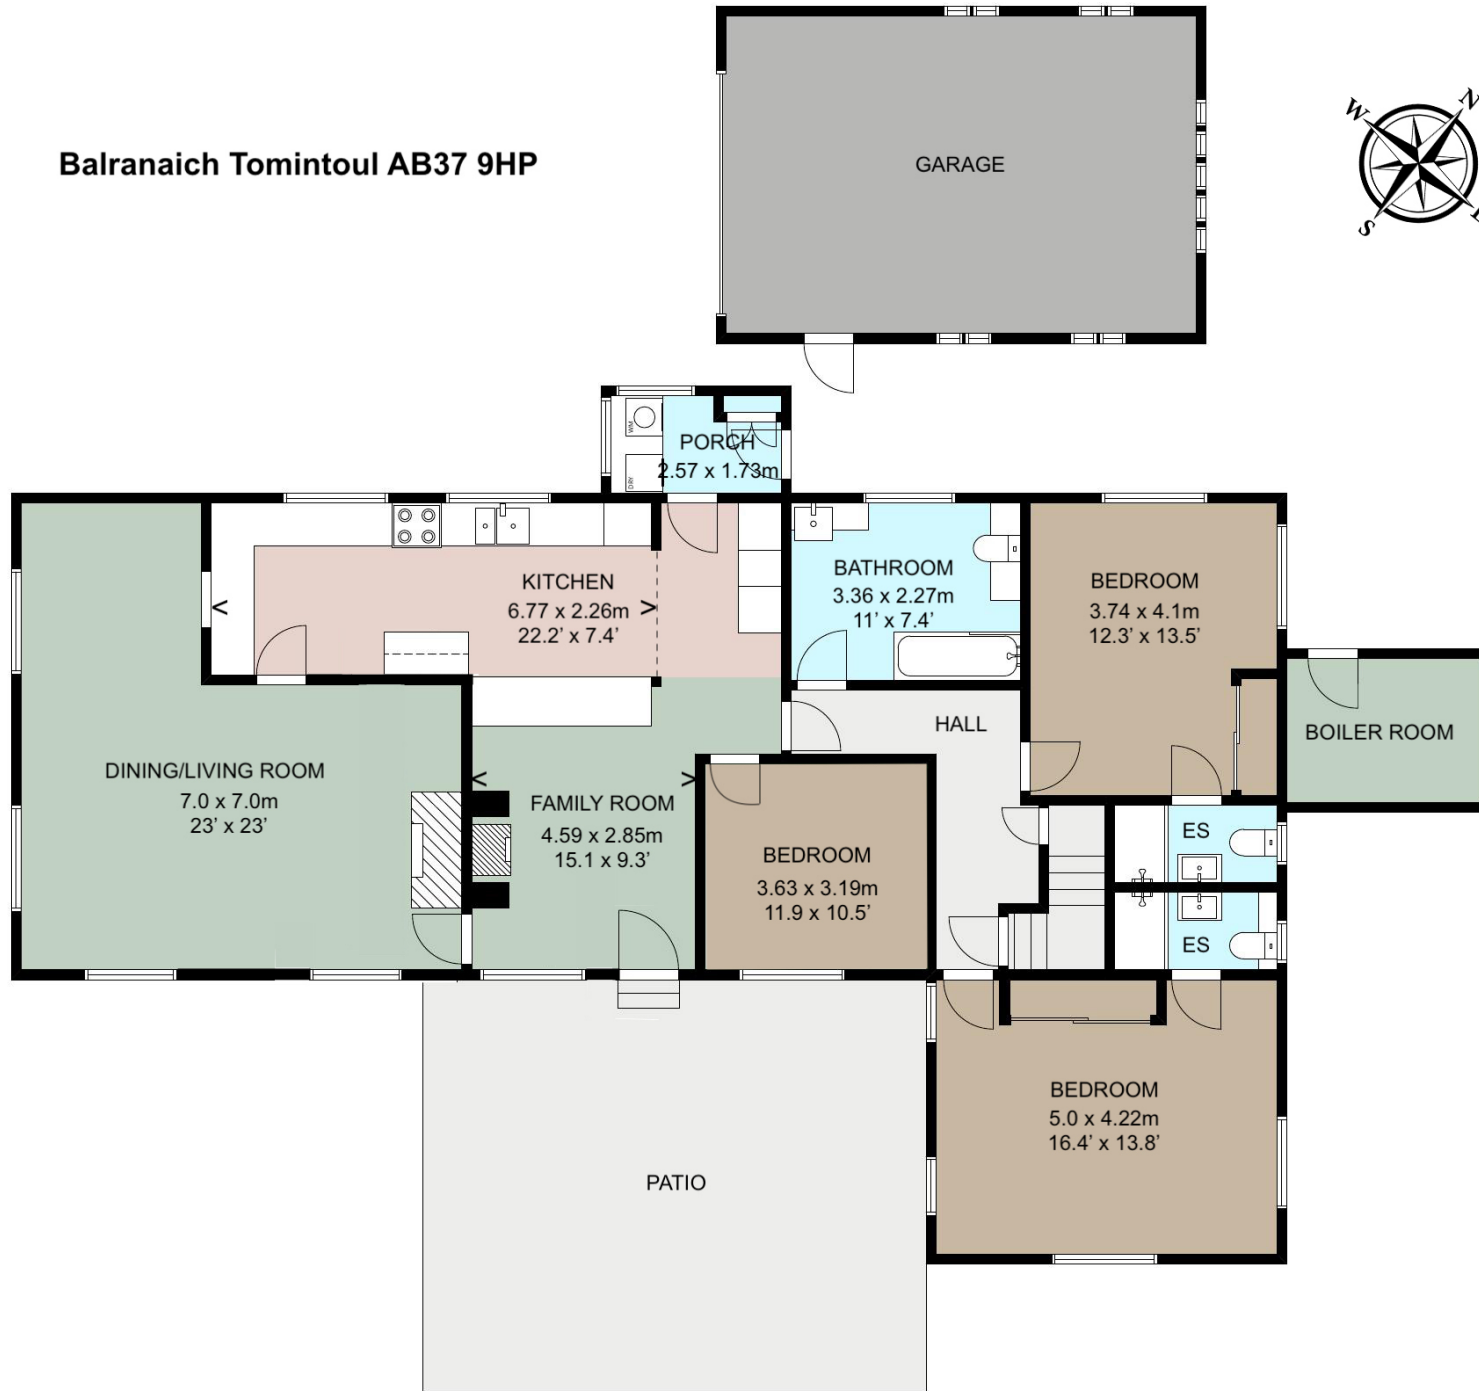 GARAGE
W
N
S
Balranaich Tomintoul AB37 9HP
WM
DRY
PORCH
2.57 x 1.73m
KITCHEN
6.77 x 2.26m
22.2’ x 7.4’
< >
BATHROOM
3.36 x 2.27m
11’ x 7.4’
BEDROOM
3.74 x 4.1m
12.3’ x 13.5’
HALL
BOILER ROOM
DINING/LIVING ROOM
7.0 x 7.0m
23’ x 23’
< >
FAMILY ROOM
4.59 x 2.85m
15.1 x 9.3’
BEDROOM
3.63 x 3.19m
11.9 x 10.5’
ES
ES
BEDROOM
5.0 x 4.22m
16.4’ x 13.8’
PATIO